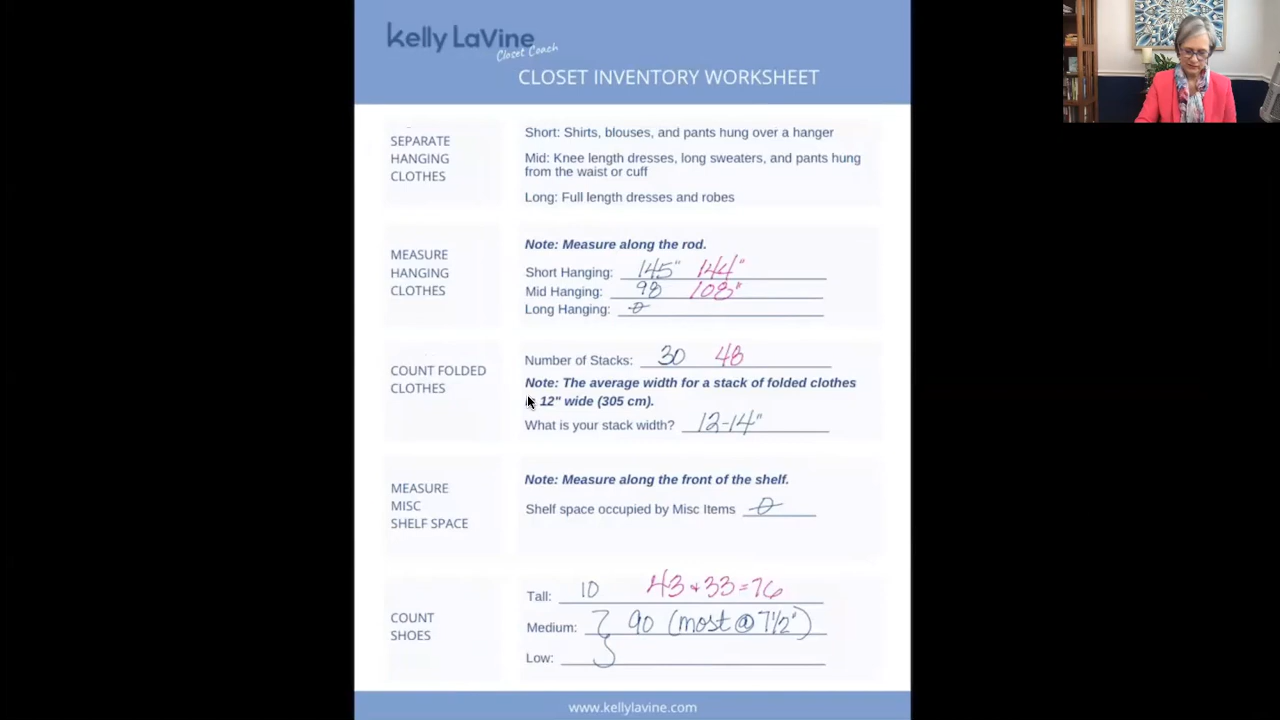 Kelly LaVine
Closet Coach
CLOSET INVENTORY WORKSHEET
SEPARATE
HANGING
CLOTHES
Short: Shirts, blouses, and pants hung over a hanger
Mid: Knee length dresses, long sweaters, and pants hung
from the waist or cuff
Long: Full length dresses and robes
MEASURE
HANGING
CLOTHES
Note: Measure along the rod.
Short Hanging: 145" 144"
Mid Hanging: 98 108"
Long Hanging: 0
COUNT FOLDED
CLOTHES
Number of Stacks: 30 48
Note: The average width for a stack of folded clothes
12" wide (305 cm).
What is your stack width? 12-14"
MEASURE
MISC
SHELF SPACE
Note: Measure along the front of the shelf.
Shelf space occupied by Misc Items 0
COUNT
SHOES
Tall: 10 43+33=76
Medium: 90 (most @ 7½")
Low:
www.kellylavine.com